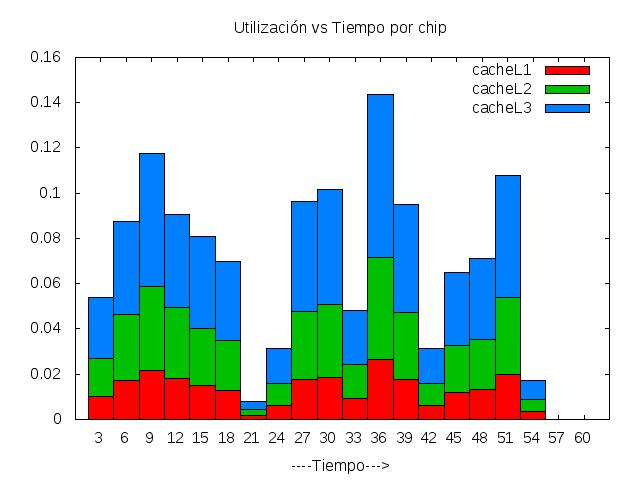 Utilización vs Tiempo por chip
0.16
0.14
0.12
0.1
0.08
0.06
0.04
0.02
0
cacheL1
cacheL2
cacheL3
3 6 9 12 15 18 21 24 27 30 33 36 39 42 45 48 51 54 57 60
----Tiempo--->